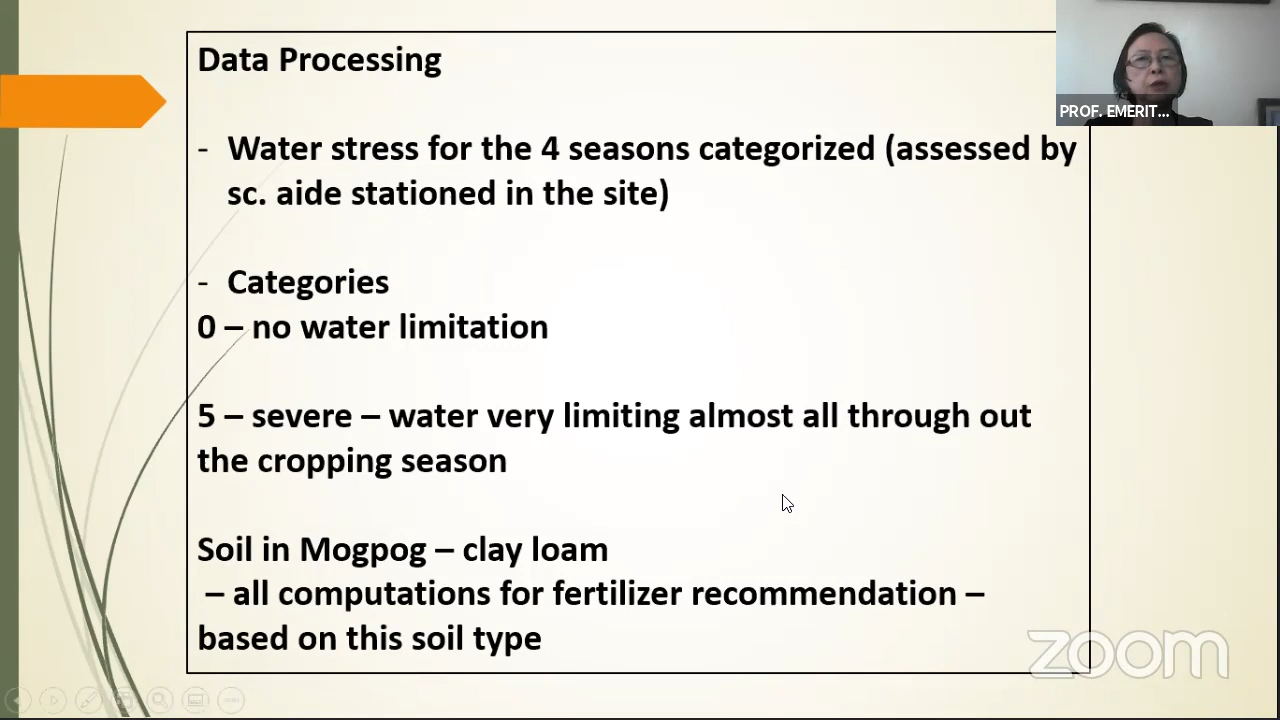 Data Processing
- Water stress for the 4 seasons categorized (assessed by
sc. aide stationed in the site)
- Categories
0 – no water limitation
5 – severe – water very limiting almost all through out
the cropping season
Soil in Mogpog – clay loam
– all computations for fertilizer recommendation –
based on this soil type
PROF. EMERIT...
zoom